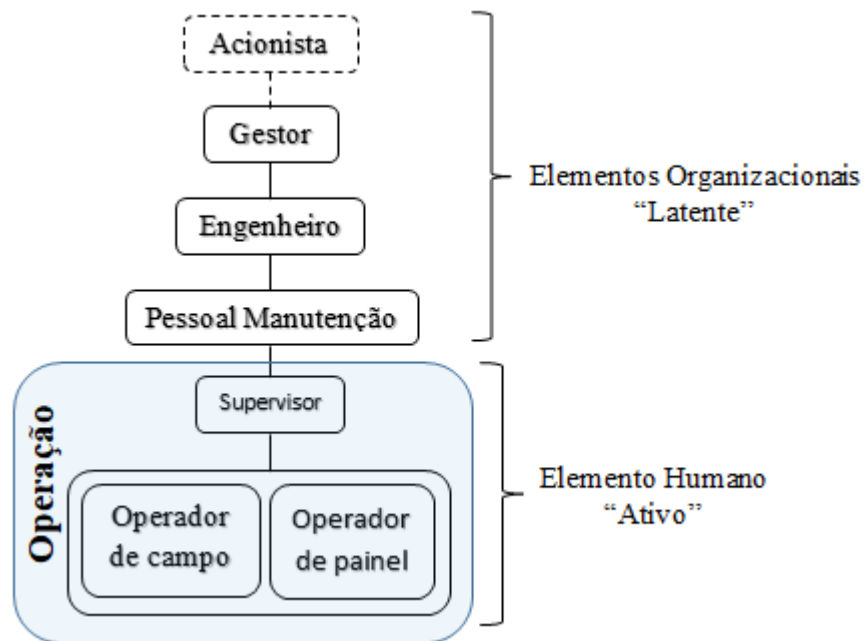 Acionista
Gestor
Engenheiro
Pessoal Manutenção
Elementos Organizacionais
“Latente”
Operação
Supervisor
Operador
de campo
Operador
de painel
Elemento Humano
“Ativo”